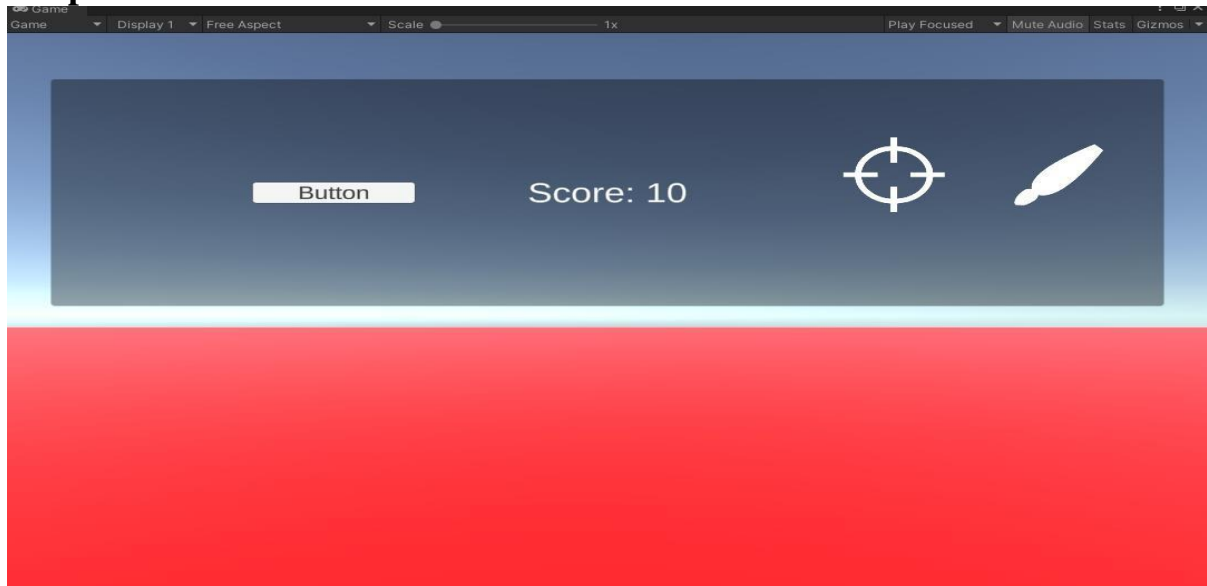 Game
Game Display 1 Free Aspect Scale 1x Play Focused Mute Audio Stats Gizmos
Button Score: 10